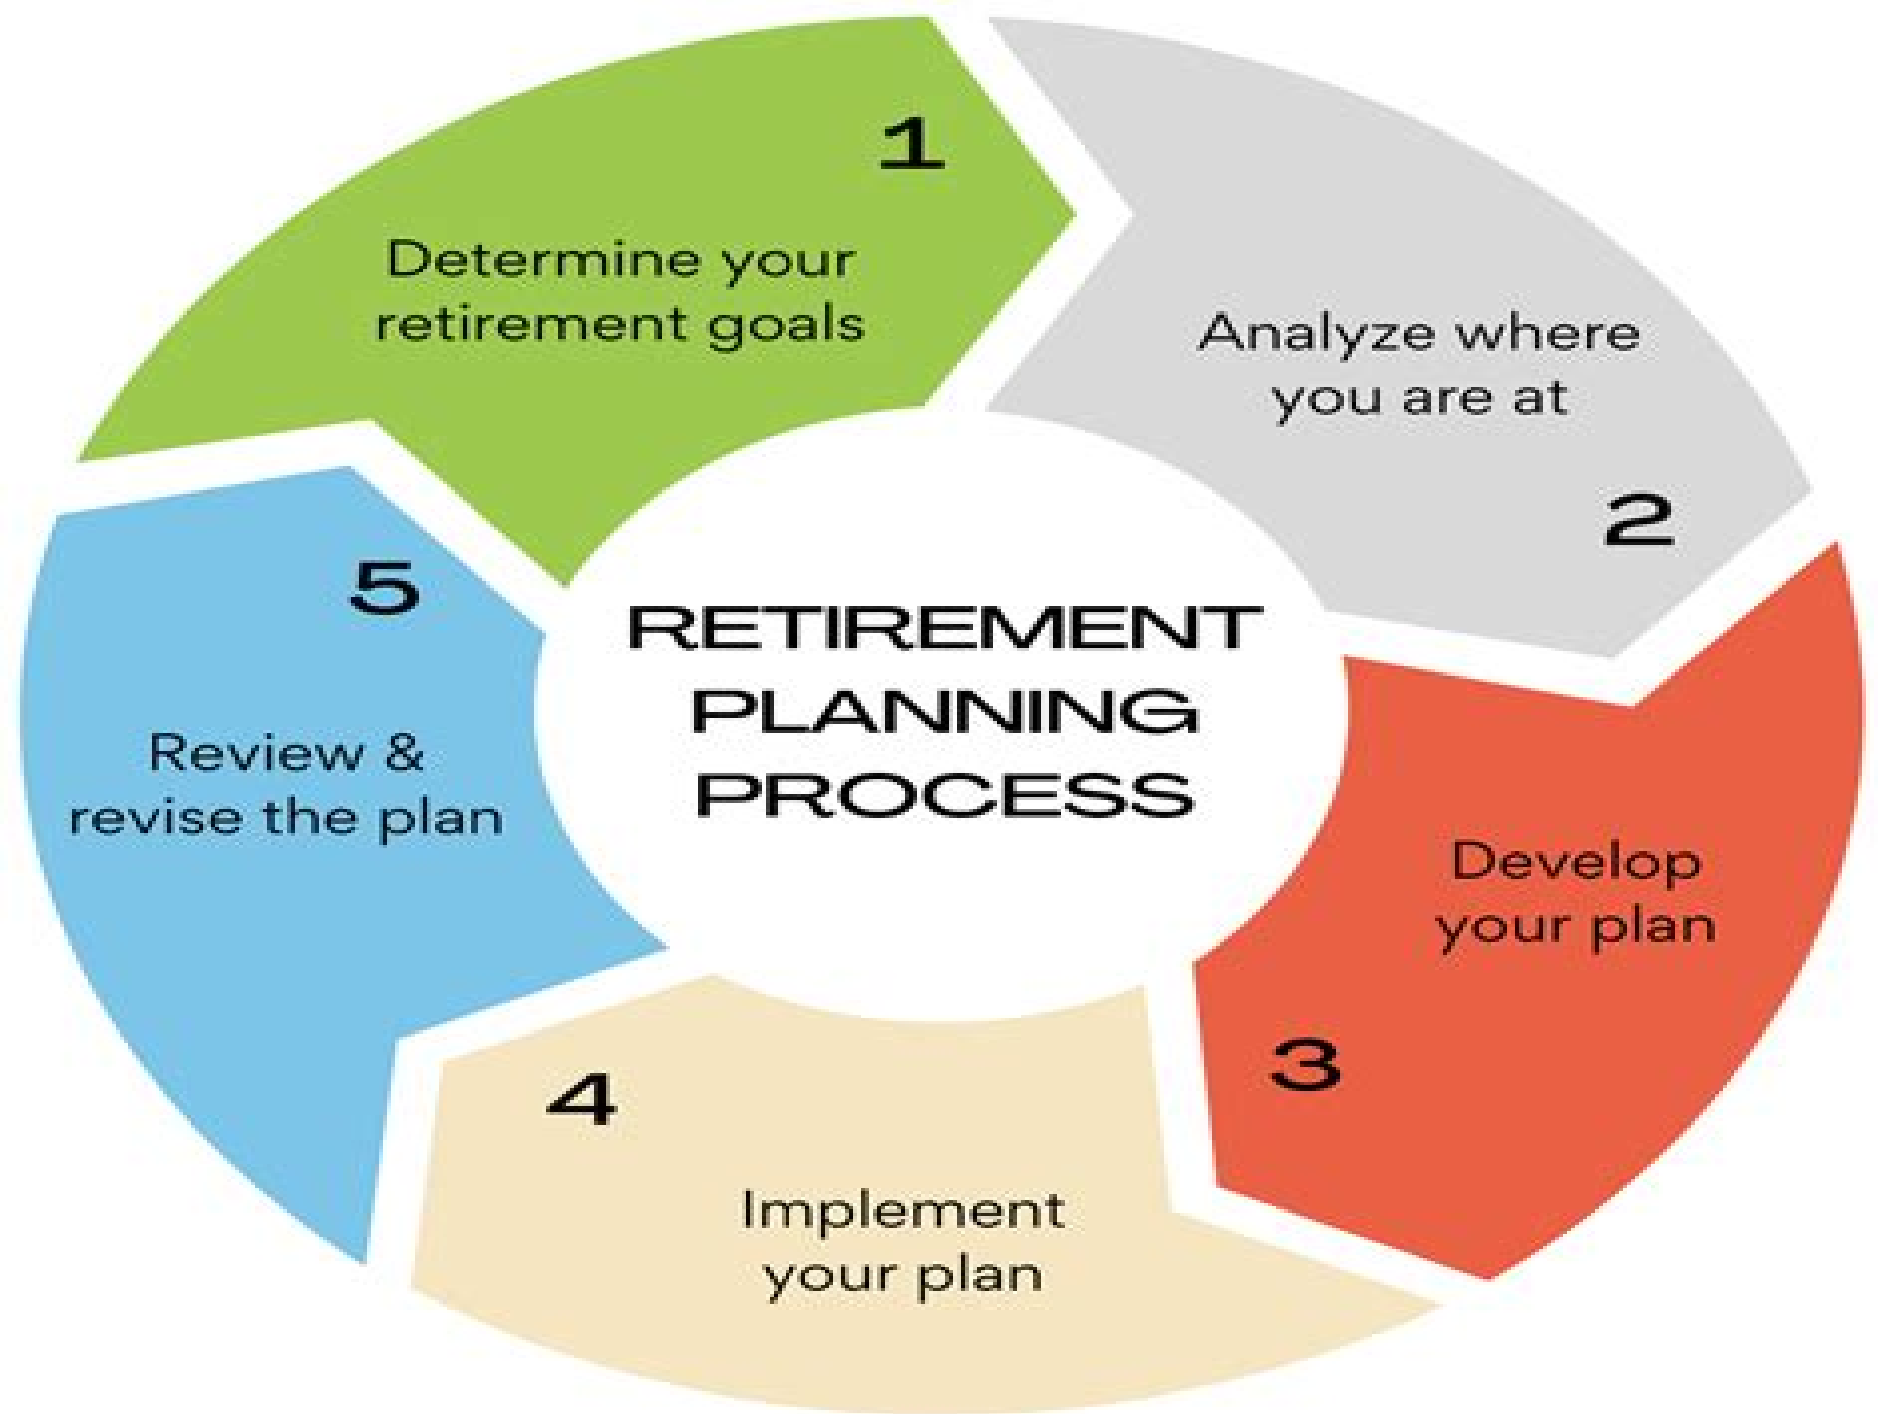 RETIREMENT
PLANNING
PROCESS
1
Determine your
retirement goals
Analyze where
you are at
2
Develop
your plan
3
4
Implement
your plan
5
Review &
revise the plan